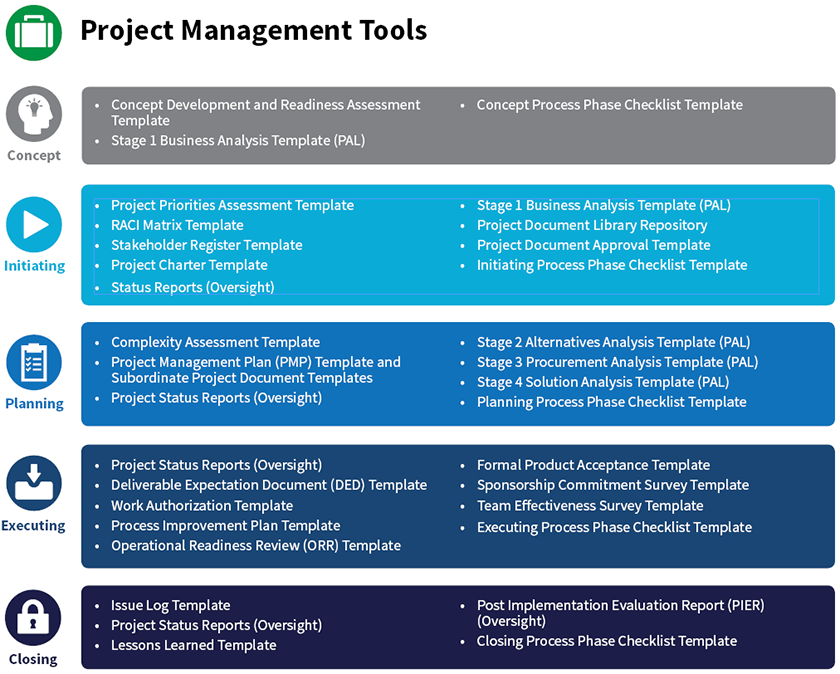 Project Management Tools
Concept
• Concept Development and Readiness Assessment
Template
• Stage 1 Business Analysis Template (PAL)
• Concept Process Phase Checklist Template
Initiating
• Project Priorities Assessment Template
• RACI Matrix Template
• Stakeholder Register Template
• Project Charter Template
• Status Reports (Oversight)
• Stage 1 Business Analysis Template (PAL)
• Project Document Library Repository
• Project Document Approval Template
• Initiating Process Phase Checklist Template
Planning
• Complexity Assessment Template
• Project Management Plan (PMP) Template and
Subordinate Project Document Templates
• Project Status Reports (Oversight)
• Stage 2 Alternatives Analysis Template (PAL)
• Stage 3 Procurement Analysis Template (PAL)
• Stage 4 Solution Analysis Template (PAL)
• Planning Process Phase Checklist Template
Executing
• Project Status Reports (Oversight)
• Deliverable Expectation Document (DED) Template
• Work Authorization Template
• Process Improvement Plan Template
• Operational Readiness Review (ORR) Template
• Formal Product Acceptance Template
• Sponsorship Commitment Survey Template
• Team Effectiveness Survey Template
• Executing Process Phase Checklist Template
Closing
• Issue Log Template
• Project Status Reports (Oversight)
• Lessons Learned Template
• Post Implementation Evaluation Report (PIER)
(Oversight)
• Closing Process Phase Checklist Template